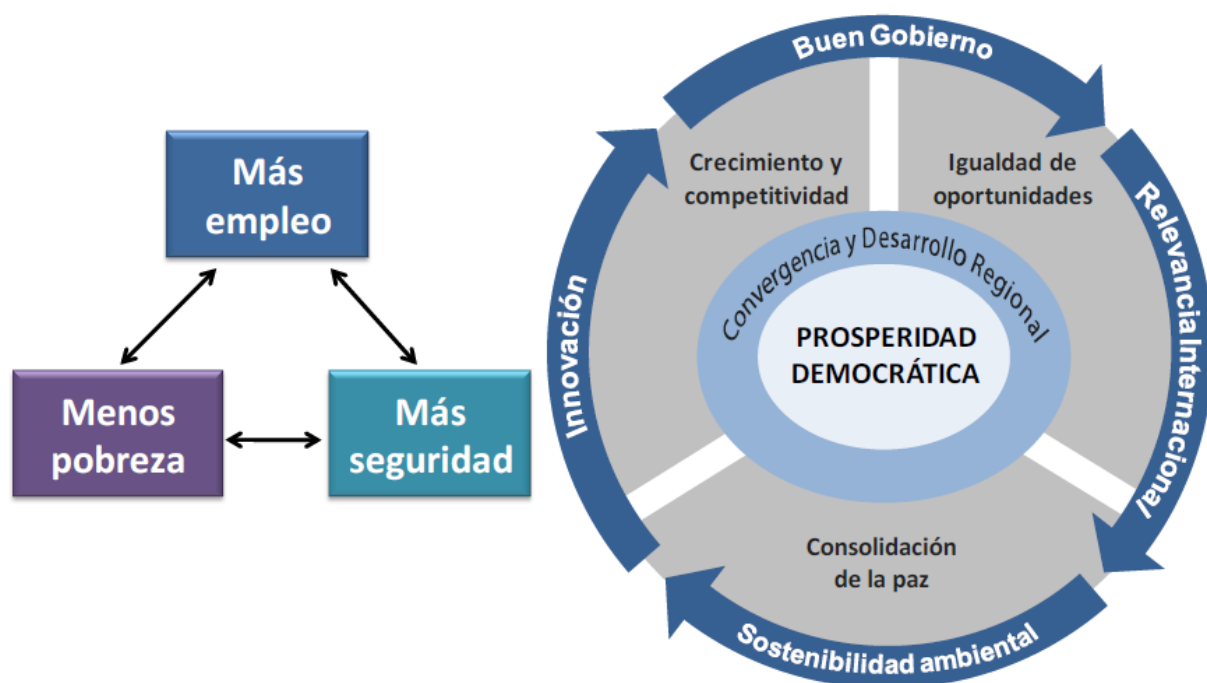 Más
empleo
Menos
pobreza
Más
seguridad
Buen Gobierno
Relevancia Internacional
Sostenibilidad ambiental
Innovación
Crecimiento y
competitividad
Igualdad de
oportunidades
Convergencia y Desarrollo Regional
PROSPERIDAD
DEMOCRÁTICA
Consolidación
de la paz